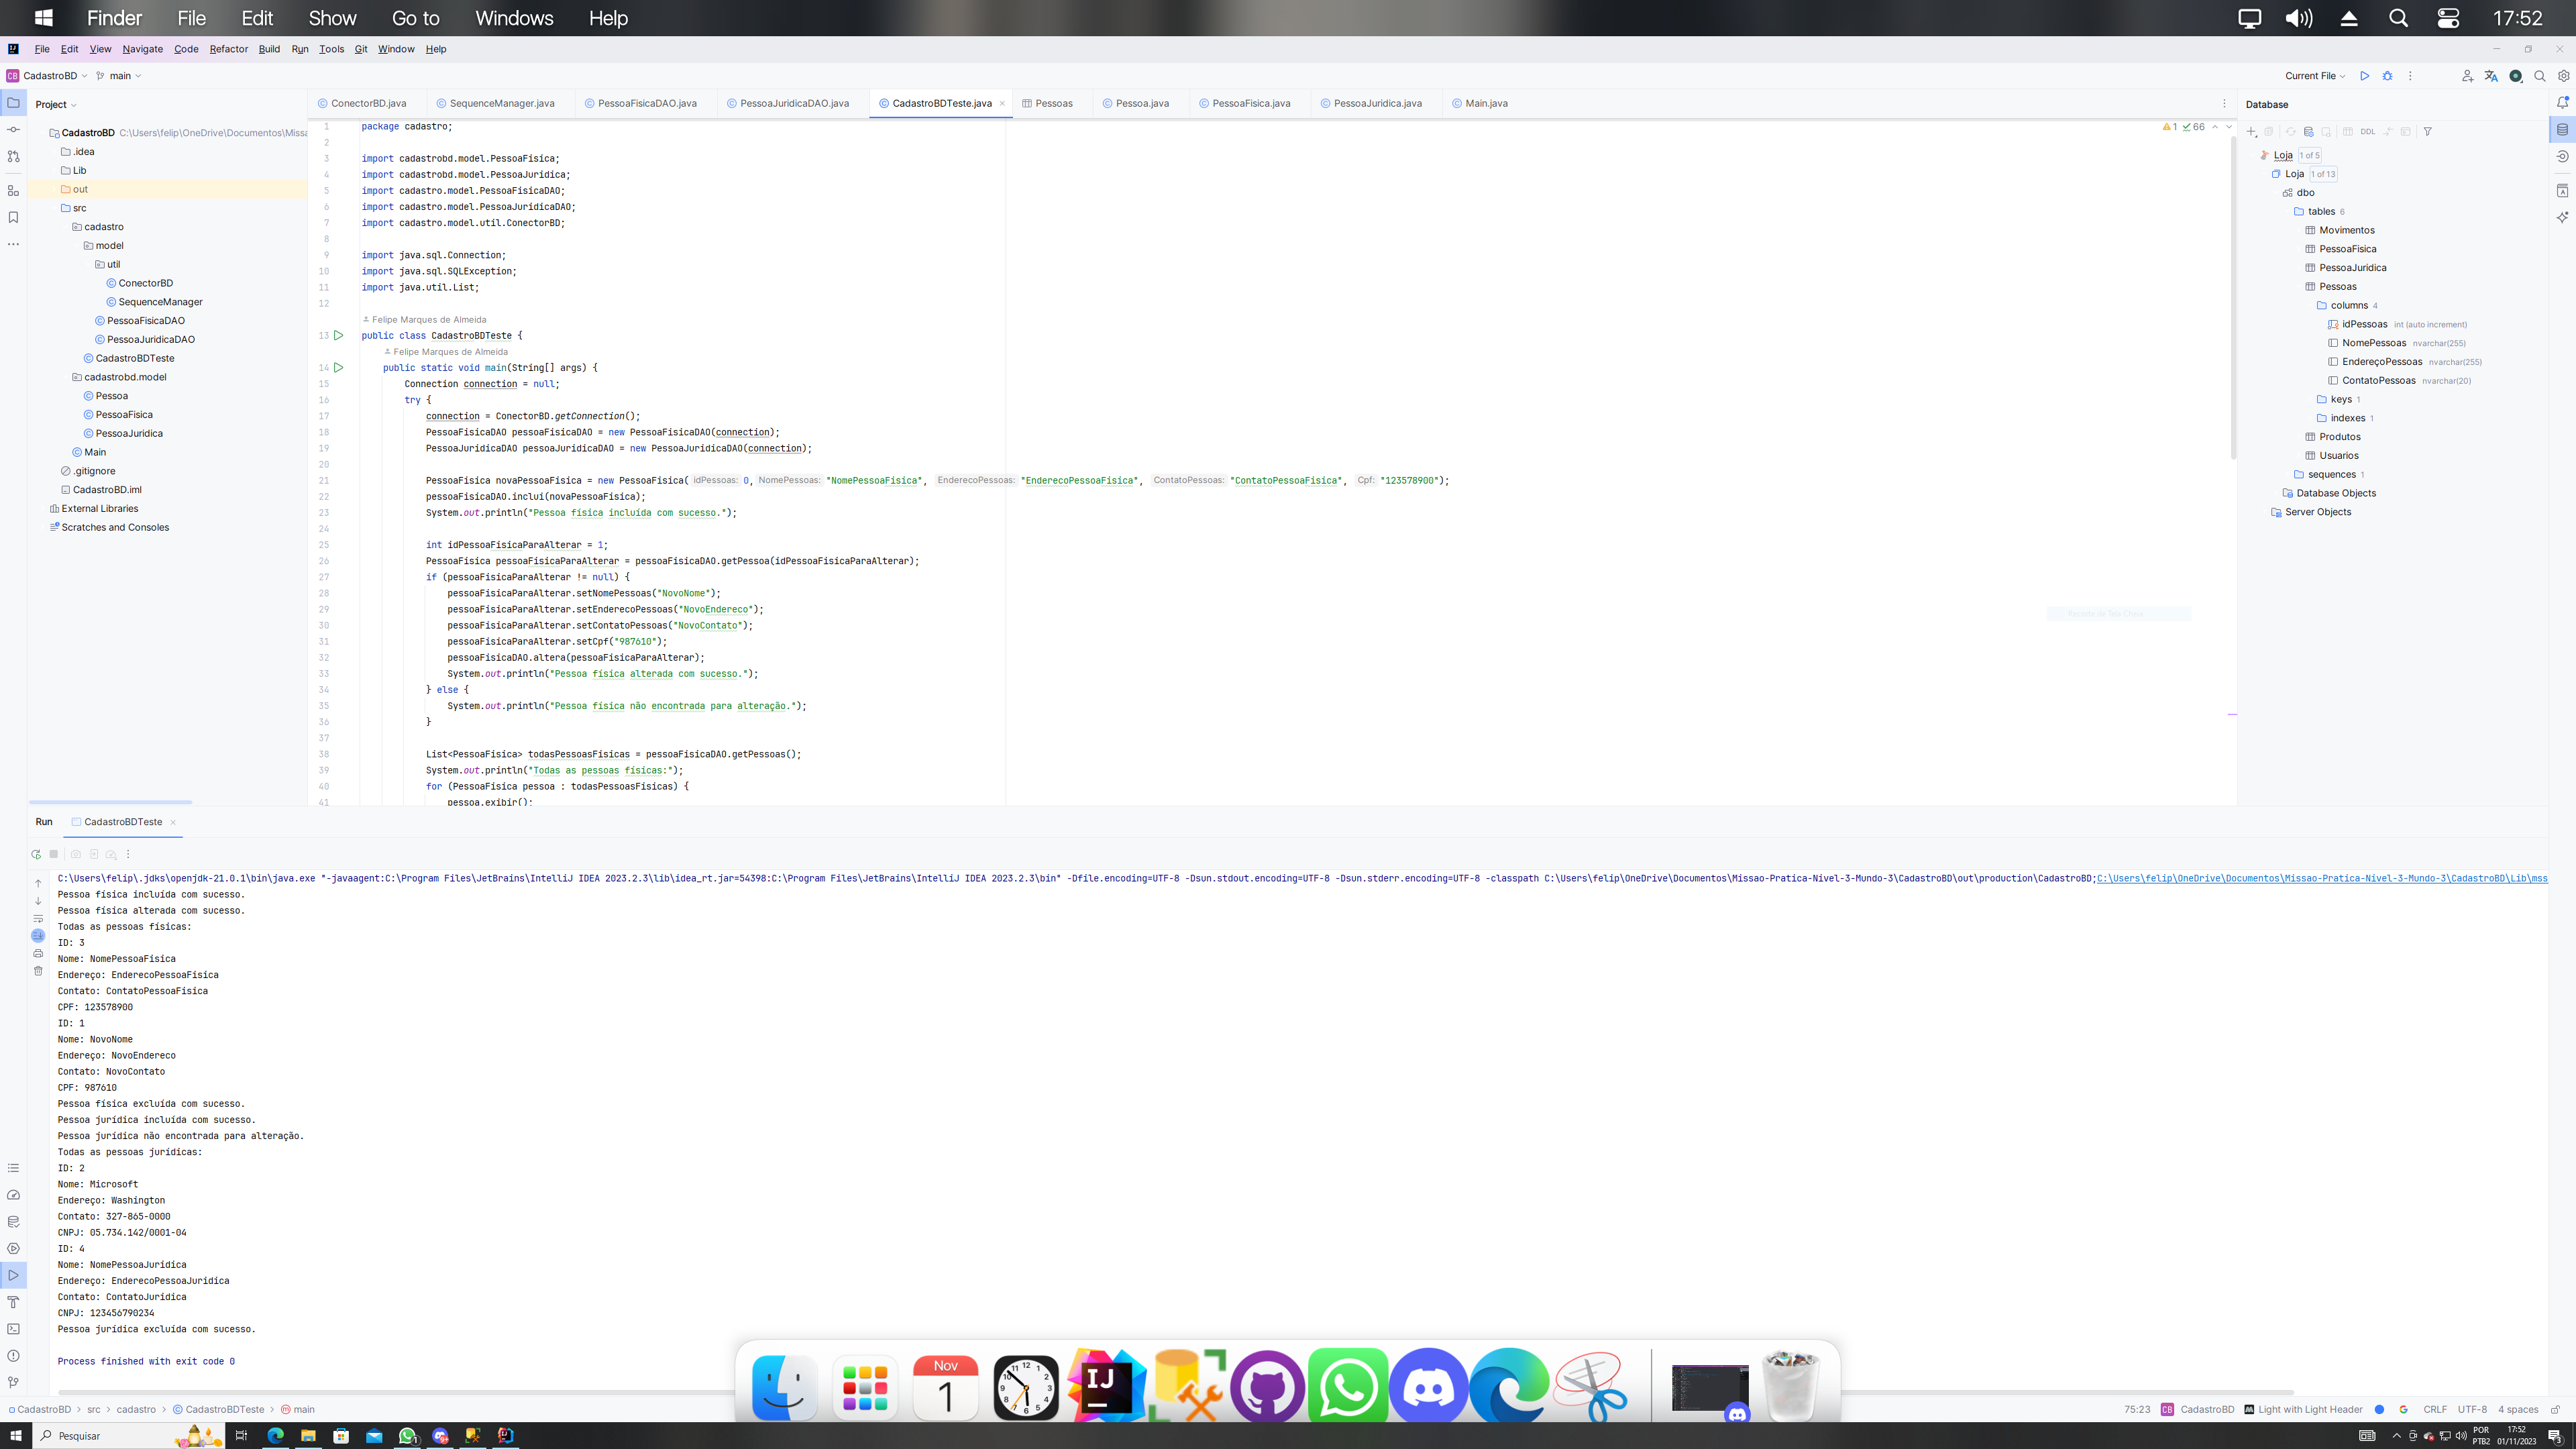 Finder File Edit Show Go to Windows Help 17:52
File Edit View Navigate Code Refactor Build Run Tools Git Window Help
CB CadastroBD main Current File
Project
CadastroBD C:\Users\felip\OneDrive\Documentos\Missa
.idea
Lib
out
src
cadastro
model
util
ConectorBD
SequenceManager
PessoaFisicaDAO
PessoaJuridicaDAO
CadastroBDTeste
cadastrobd.model
Pessoa
PessoaFisica
PessoaJuridica
Main
.gitignore
CadastroBD.iml
External Libraries
Scratches and Consoles
ConectorBD.java SequenceManager.java PessoaFisicaDAO.java PessoaJuridicaDAO.java CadastroBDTeste.java Pessoas Pessoa.java PessoaFisica.java PessoaJuridica.java Main.java
1 66
1 package cadastro;
2
3 import cadastrobd.model.PessoaFisica;
4 import cadastrobd.model.PessoaJuridica;
5 import cadastro.model.PessoaFisicaDAO;
6 import cadastro.model.PessoaJuridicaDAO;
7 import cadastro.model.util.ConectorBD;
8
9 import java.sql.Connection;
10 import java.sql.SQLException;
11 import java.util.List;
12
Felipe Marques de Almeida
13 public class CadastroBDTeste {
Felipe Marques de Almeida
14 public static void main(String[] args) {
15 Connection connection = null;
16 try {
17 connection = ConectorBD.getConnection();
18 PessoaFisicaDAO pessoaFisicaDAO = new PessoaFisicaDAO(connection);
19 PessoaJuridicaDAO pessoaJuridicaDAO = new PessoaJuridicaDAO(connection);
20
21 PessoaFisica novaPessoaFisica = new PessoaFisica( idPessoas: 0, NomePessoas: "NomePessoaFisica", EnderecoPessoas: "EnderecoPessoaFisica", ContatoPessoas: "ContatoPessoaFisica", Cpf: "123578900");
22 pessoaFisicaDAO.inclui(novaPessoaFisica);
23 System.out.println("Pessoa física incluída com sucesso.");
24
25 int idPessoaFisicaParaAlterar = 1;
26 PessoaFisica pessoaFisicaParaAlterar = pessoaFisicaDAO.getPessoa(idPessoaFisicaParaAlterar);
27 if (pessoaFisicaParaAlterar != null) {
28 pessoaFisicaParaAlterar.setNomePessoas("NovoNome");
29 pessoaFisicaParaAlterar.setEnderecoPessoas("NovoEndereco");
30 pessoaFisicaParaAlterar.setContatoPessoas("NovoContato");
31 pessoaFisicaParaAlterar.setCpf("987610");
32 pessoaFisicaDAO.altera(pessoaFisicaParaAlterar);
33 System.out.println("Pessoa física alterada com sucesso.");
34 } else {
35 System.out.println("Pessoa física não encontrada para alteração.");
36 }
37
38 List<PessoaFisica> todasPessoasFisicas = pessoaFisicaDAO.getPessoas();
39 System.out.println("Todas as pessoas físicas:");
40 for (PessoaFisica pessoa : todasPessoasFisicas) {
41 pessoa.exibir();
Database
DDL
Loja 1 of 5
Loja 1 of 13
dbo
tables 6
Movimentos
PessoaFisica
PessoaJuridica
Pessoas
columns 4
idPessoas int (auto increment)
NomePessoas nvarchar(255)
EndereçoPessoas nvarchar(255)
ContatoPessoas nvarchar(20)
keys 1
indexes 1
Produtos
Usuarios
sequences 1
Database Objects
Server Objects
Run CadastroBDTeste
C:\Users\felip\.jdks\openjdk-21.0.1\bin\java.exe "-javaagent:C:\Program Files\JetBrains\IntelliJ IDEA 2023.2.3\lib\idea_rt.jar=54398:C:\Program Files\JetBrains\IntelliJ IDEA 2023.2.3\bin" -Dfile.encoding=UTF-8 -Dsun.stdout.encoding=UTF-8 -Dsun.stderr.encoding=UTF-8 -classpath C:\Users\felip\OneDrive\Documentos\Missao-Pratica-Nivel-3-Mundo-3\CadastroBD\out\production\CadastroBD;C:\Users\felip\OneDrive\Documentos\Missao-Pratica-Nivel-3-Mundo-3\CadastroBD\Lib\mss
Pessoa física incluída com sucesso.
Pessoa física alterada com sucesso.
Todas as pessoas físicas:
ID: 3
Nome: NomePessoaFisica
Endereço: EnderecoPessoaFisica
Contato: ContatoPessoaFisica
CPF: 123578900
ID: 1
Nome: NovoNome
Endereço: NovoEndereco
Contato: NovoContato
CPF: 987610
Pessoa física excluída com sucesso.
Pessoa jurídica incluída com sucesso.
Pessoa jurídica não encontrada para alteração.
Todas as pessoas jurídicas:
ID: 2
Nome: Microsoft
Endereço: Washington
Contato: 327-865-0000
CNPJ: 05.734.142/0001-04
ID: 4
Nome: NomePessoaJuridica
Endereço: EnderecoPessoaJurídica
Contato: ContatoJuridica
CNPJ: 123456790234
Pessoa jurídica excluída com sucesso.
Process finished with exit code 0
Nov
1
IJ
CadastroBD src cadastro CadastroBDTeste main 75:23 CB CadastroBD Light with Light Header CRLF UTF-8 4 spaces
Pesquisar
POR
PTB2
17:52
01/11/2023